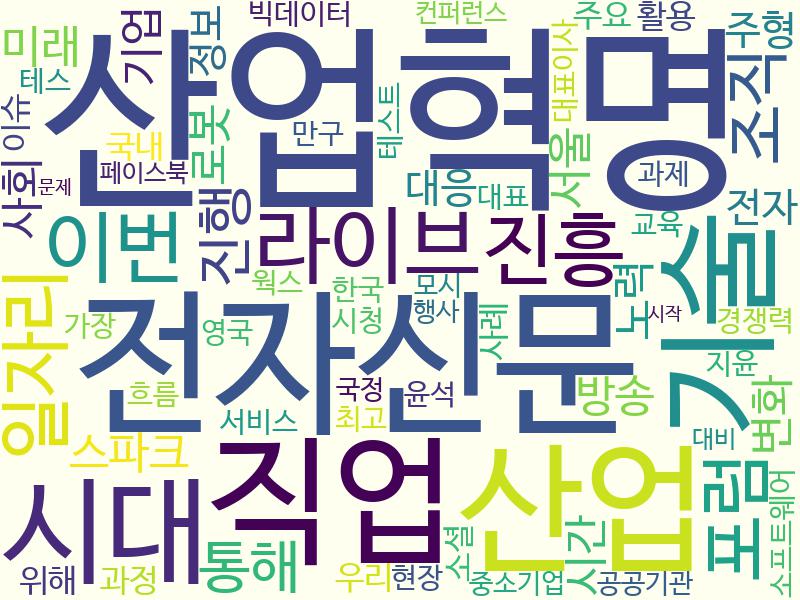 빅데이터
컨퍼런스
주요
활용
주형
미래
기업
정보
산업혁명
대표이사
조직
테스
이슈
국내
로봇
만구
테스트
서울
과제
사회
문제
페이스북
대응
대표
전자
진행
교육
이번
라이브
진흥
기술
일자리
웍스
한국
모시
노력
가장
영국
시청
행사
사례
시작
경쟁력
전자신문
지윤
흐름
국정
윤석
방송
변화
서비스
최고
대비
스파크
직업
산업
포럼
시대
통해
소셜
시간
소프트웨어
위해
과정
우리
현장
중소기업
공공기관